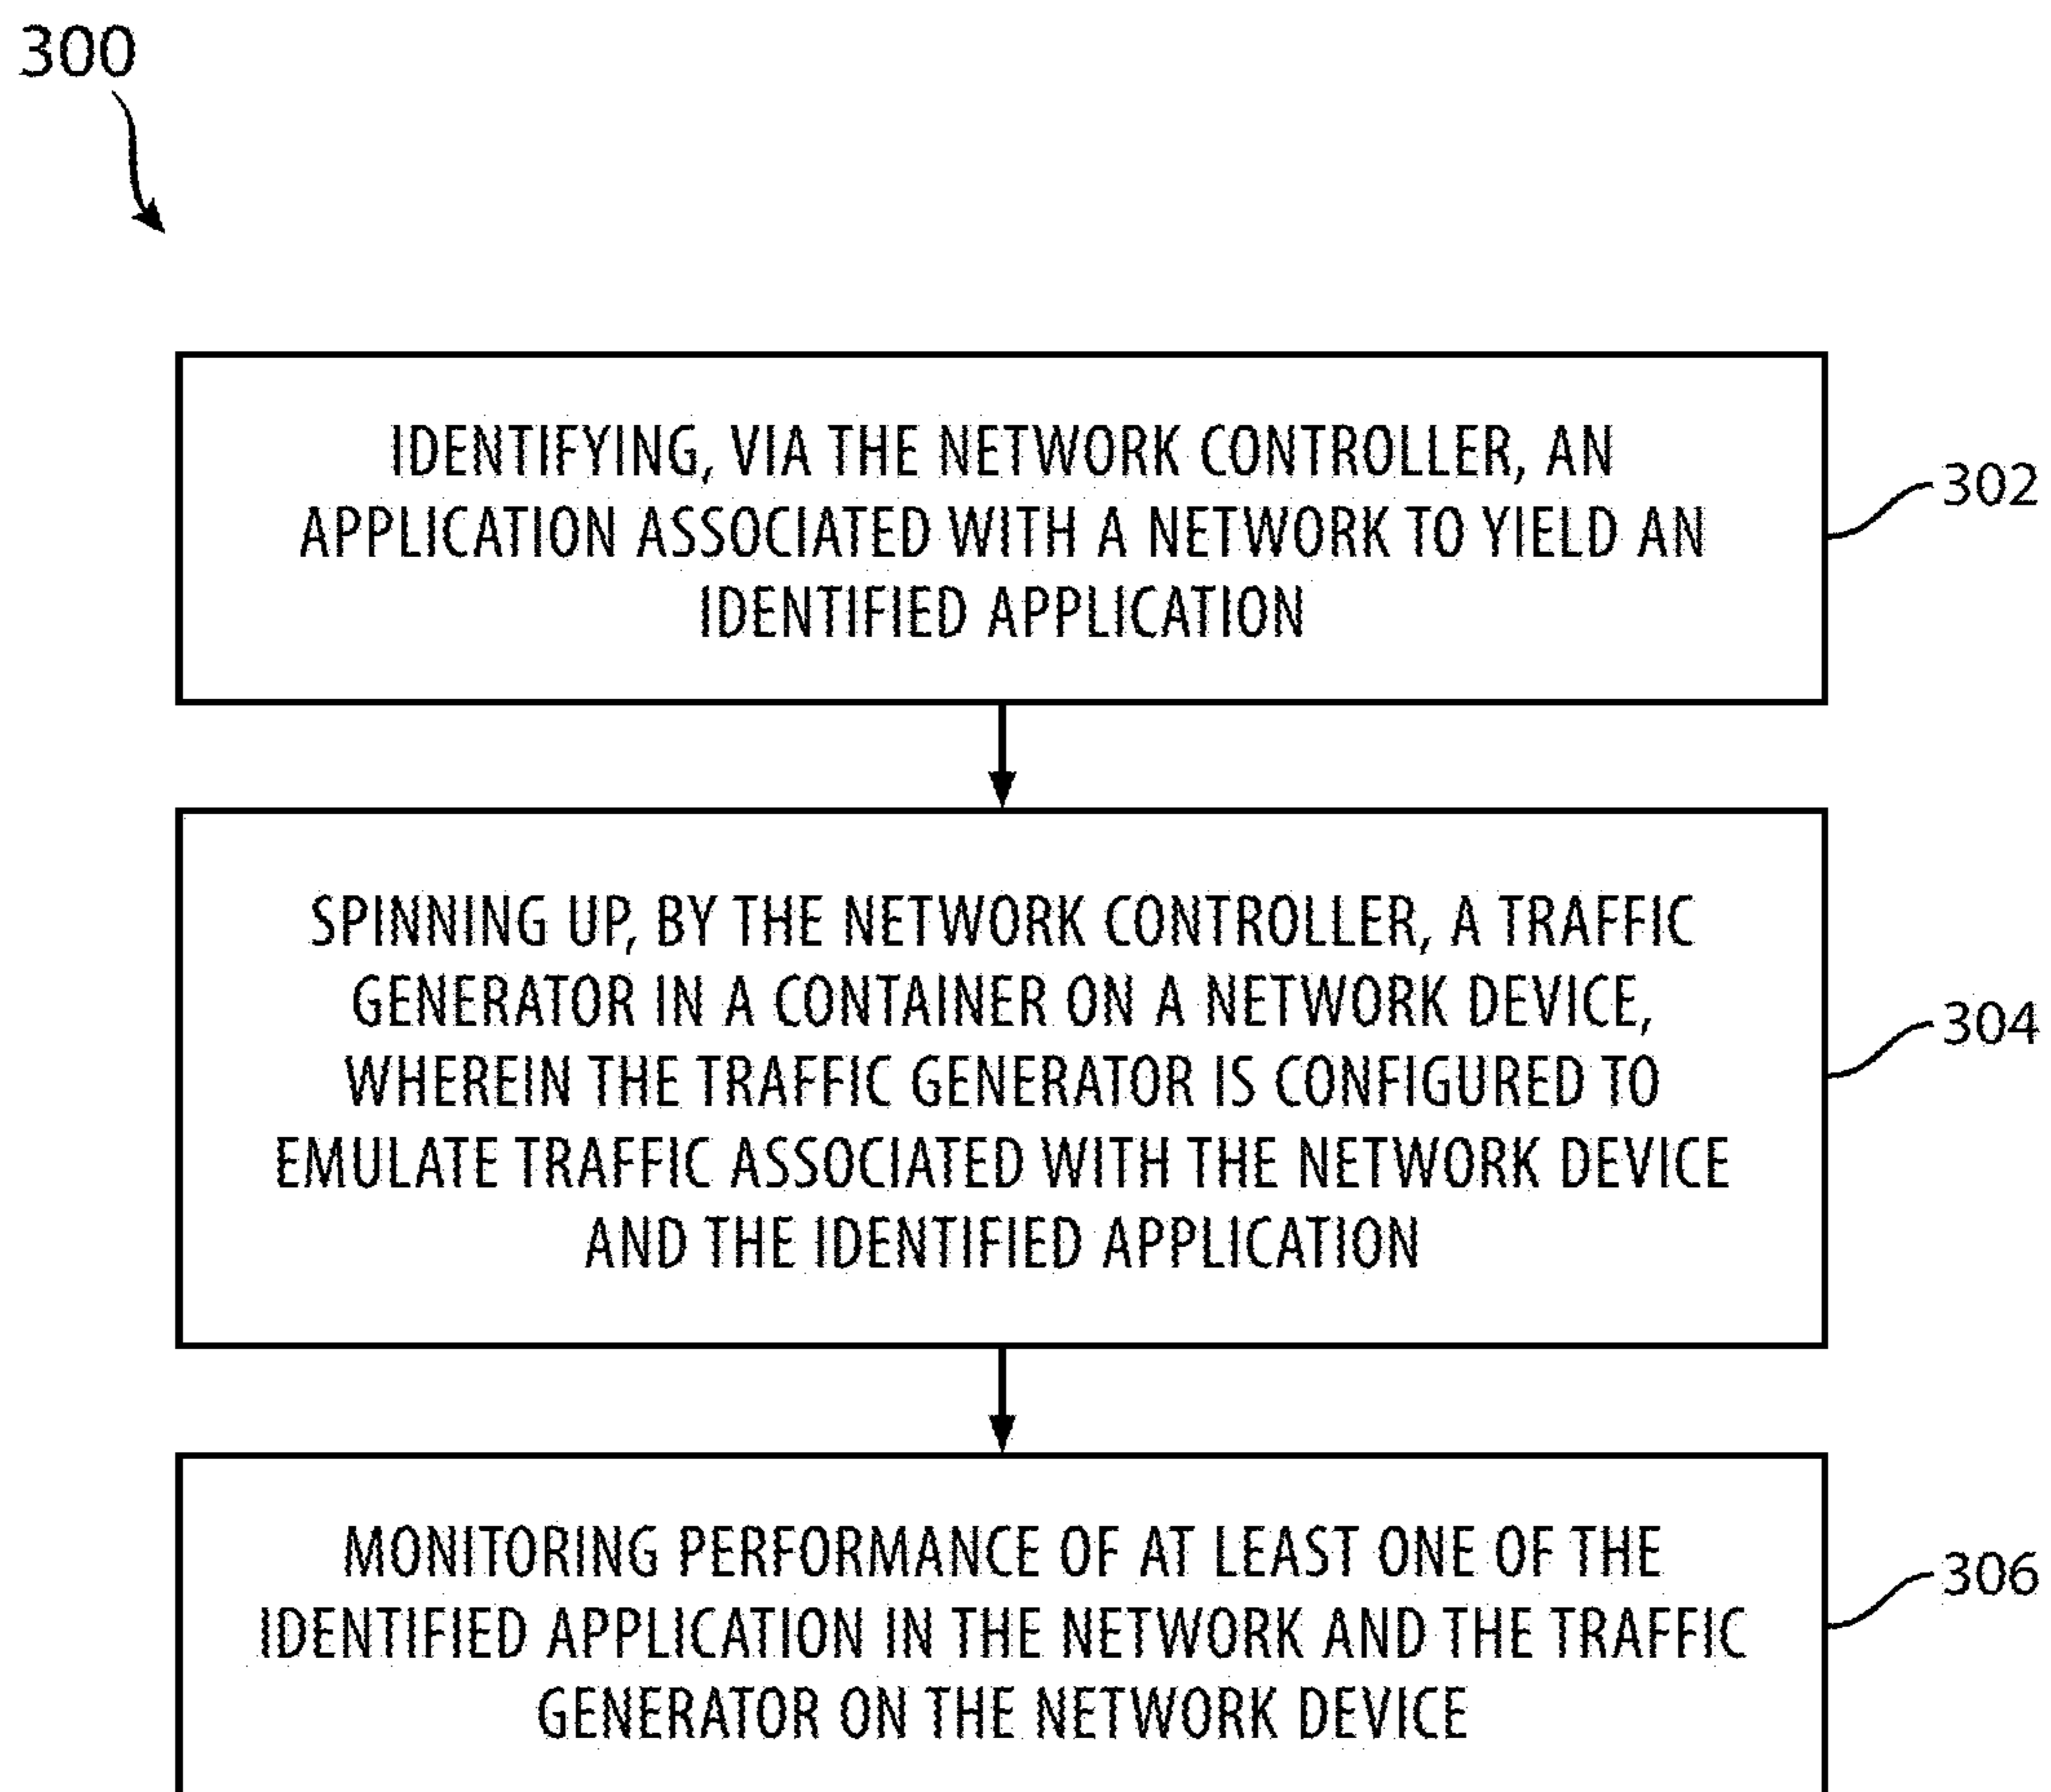 300
IDENTIFYING, VIA THE NETWORK CONTROLLER, AN
APPLICATION ASSOCIATED WITH A NETWORK TO YIELD AN
IDENTIFIED APPLICATION
302
SPINNING UP, BY THE NETWORK CONTROLLER, A TRAFFIC
GENERATOR IN A CONTAINER ON A NETWORK DEVICE,
WHEREIN THE TRAFFIC GENERATOR IS CONFIGURED TO
EMULATE TRAFFIC ASSOCIATED WITH THE NETWORK DEVICE
AND THE IDENTIFIED APPLICATION
304
MONITORING PERFORMANCE OF AT LEAST ONE OF THE
IDENTIFIED APPLICATION IN THE NETWORK AND THE TRAFFIC
GENERATOR ON THE NETWORK DEVICE
306